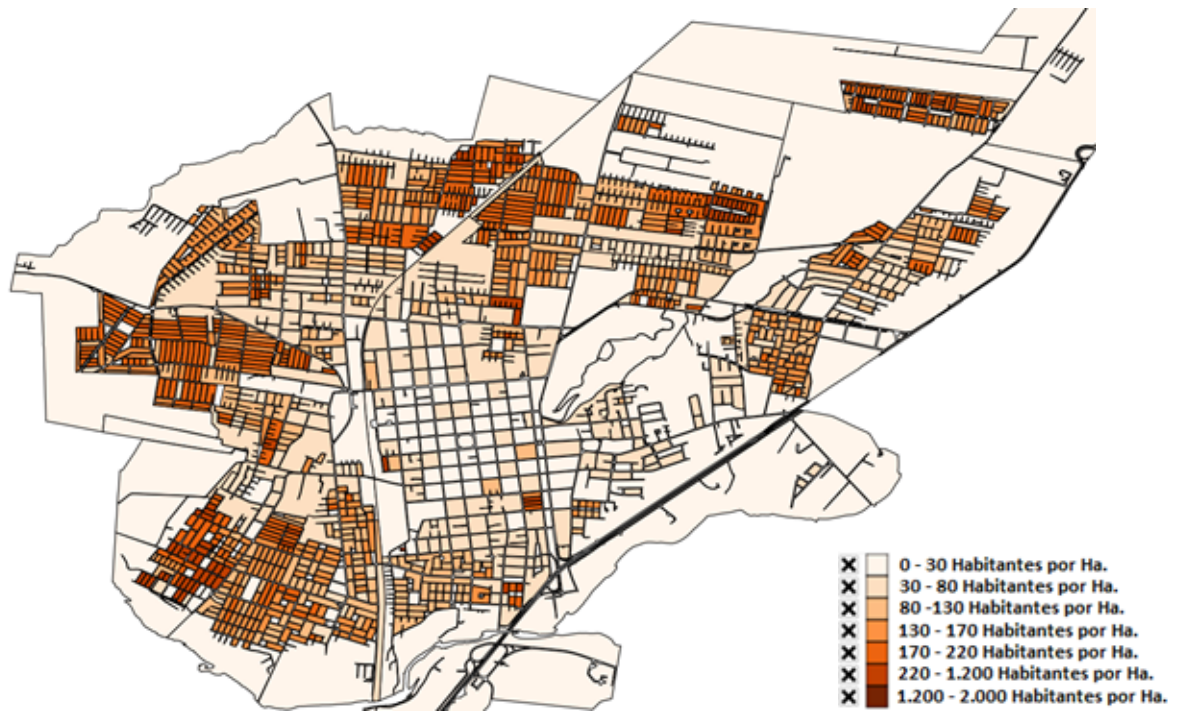 0 - 30 Habitantes por Ha.
30 - 80 Habitantes por Ha.
80 -130 Habitantes por Ha.
130 - 170 Habitantes por Ha.
170 - 220 Habitantes por Ha.
220 - 1.200 Habitantes por Ha.
1.200 - 2.000 Habitantes por Ha.